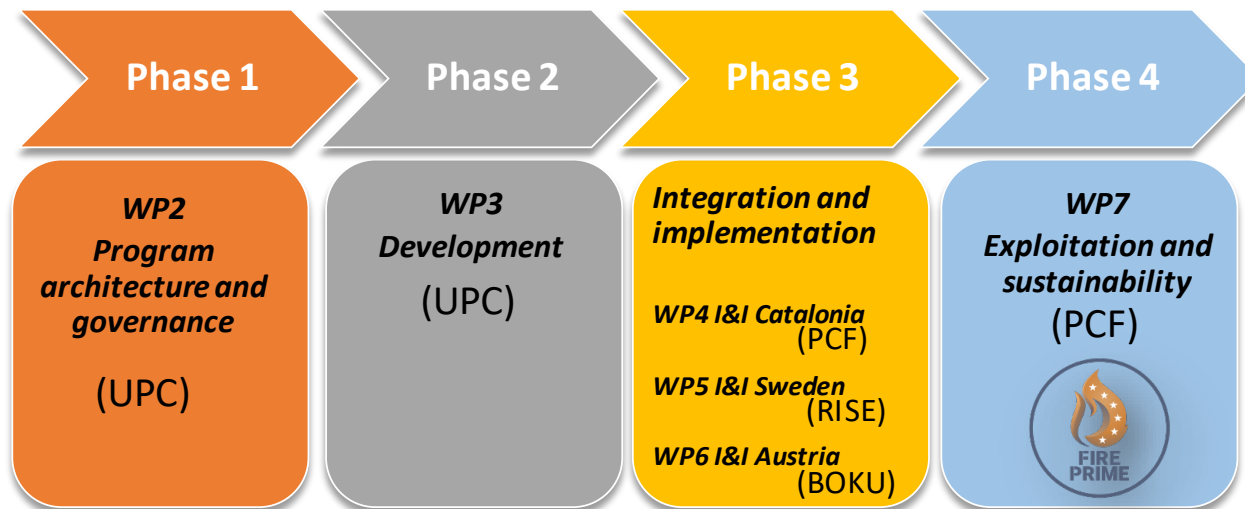 Phase 1
Phase 2
Phase 3
Phase 4
WP2
Program
architecture and
governance
(UPC)
WP3
Development
(UPC)
Integration and
implementation
WP4 I&I Catalonia
(PCF)
WP5 I&I Sweden
(RISE)
WP6 I&I Austria
(BOKU)
WP7
Exploitation and
sustainability
(PCF)
FIRE
PRIME